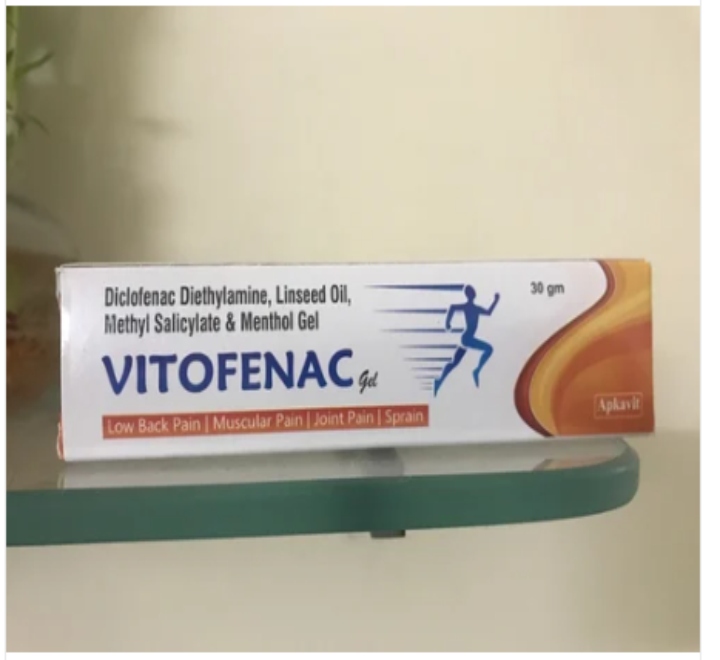 Diclofenac Diethylamine, Linseed Oil,
Methyl Salicylate & Menthol Gel
30 gm
VITOFENAC Gel
Low Back Pain | Muscular Pain | Joint Pain | Sprain
Apkavit